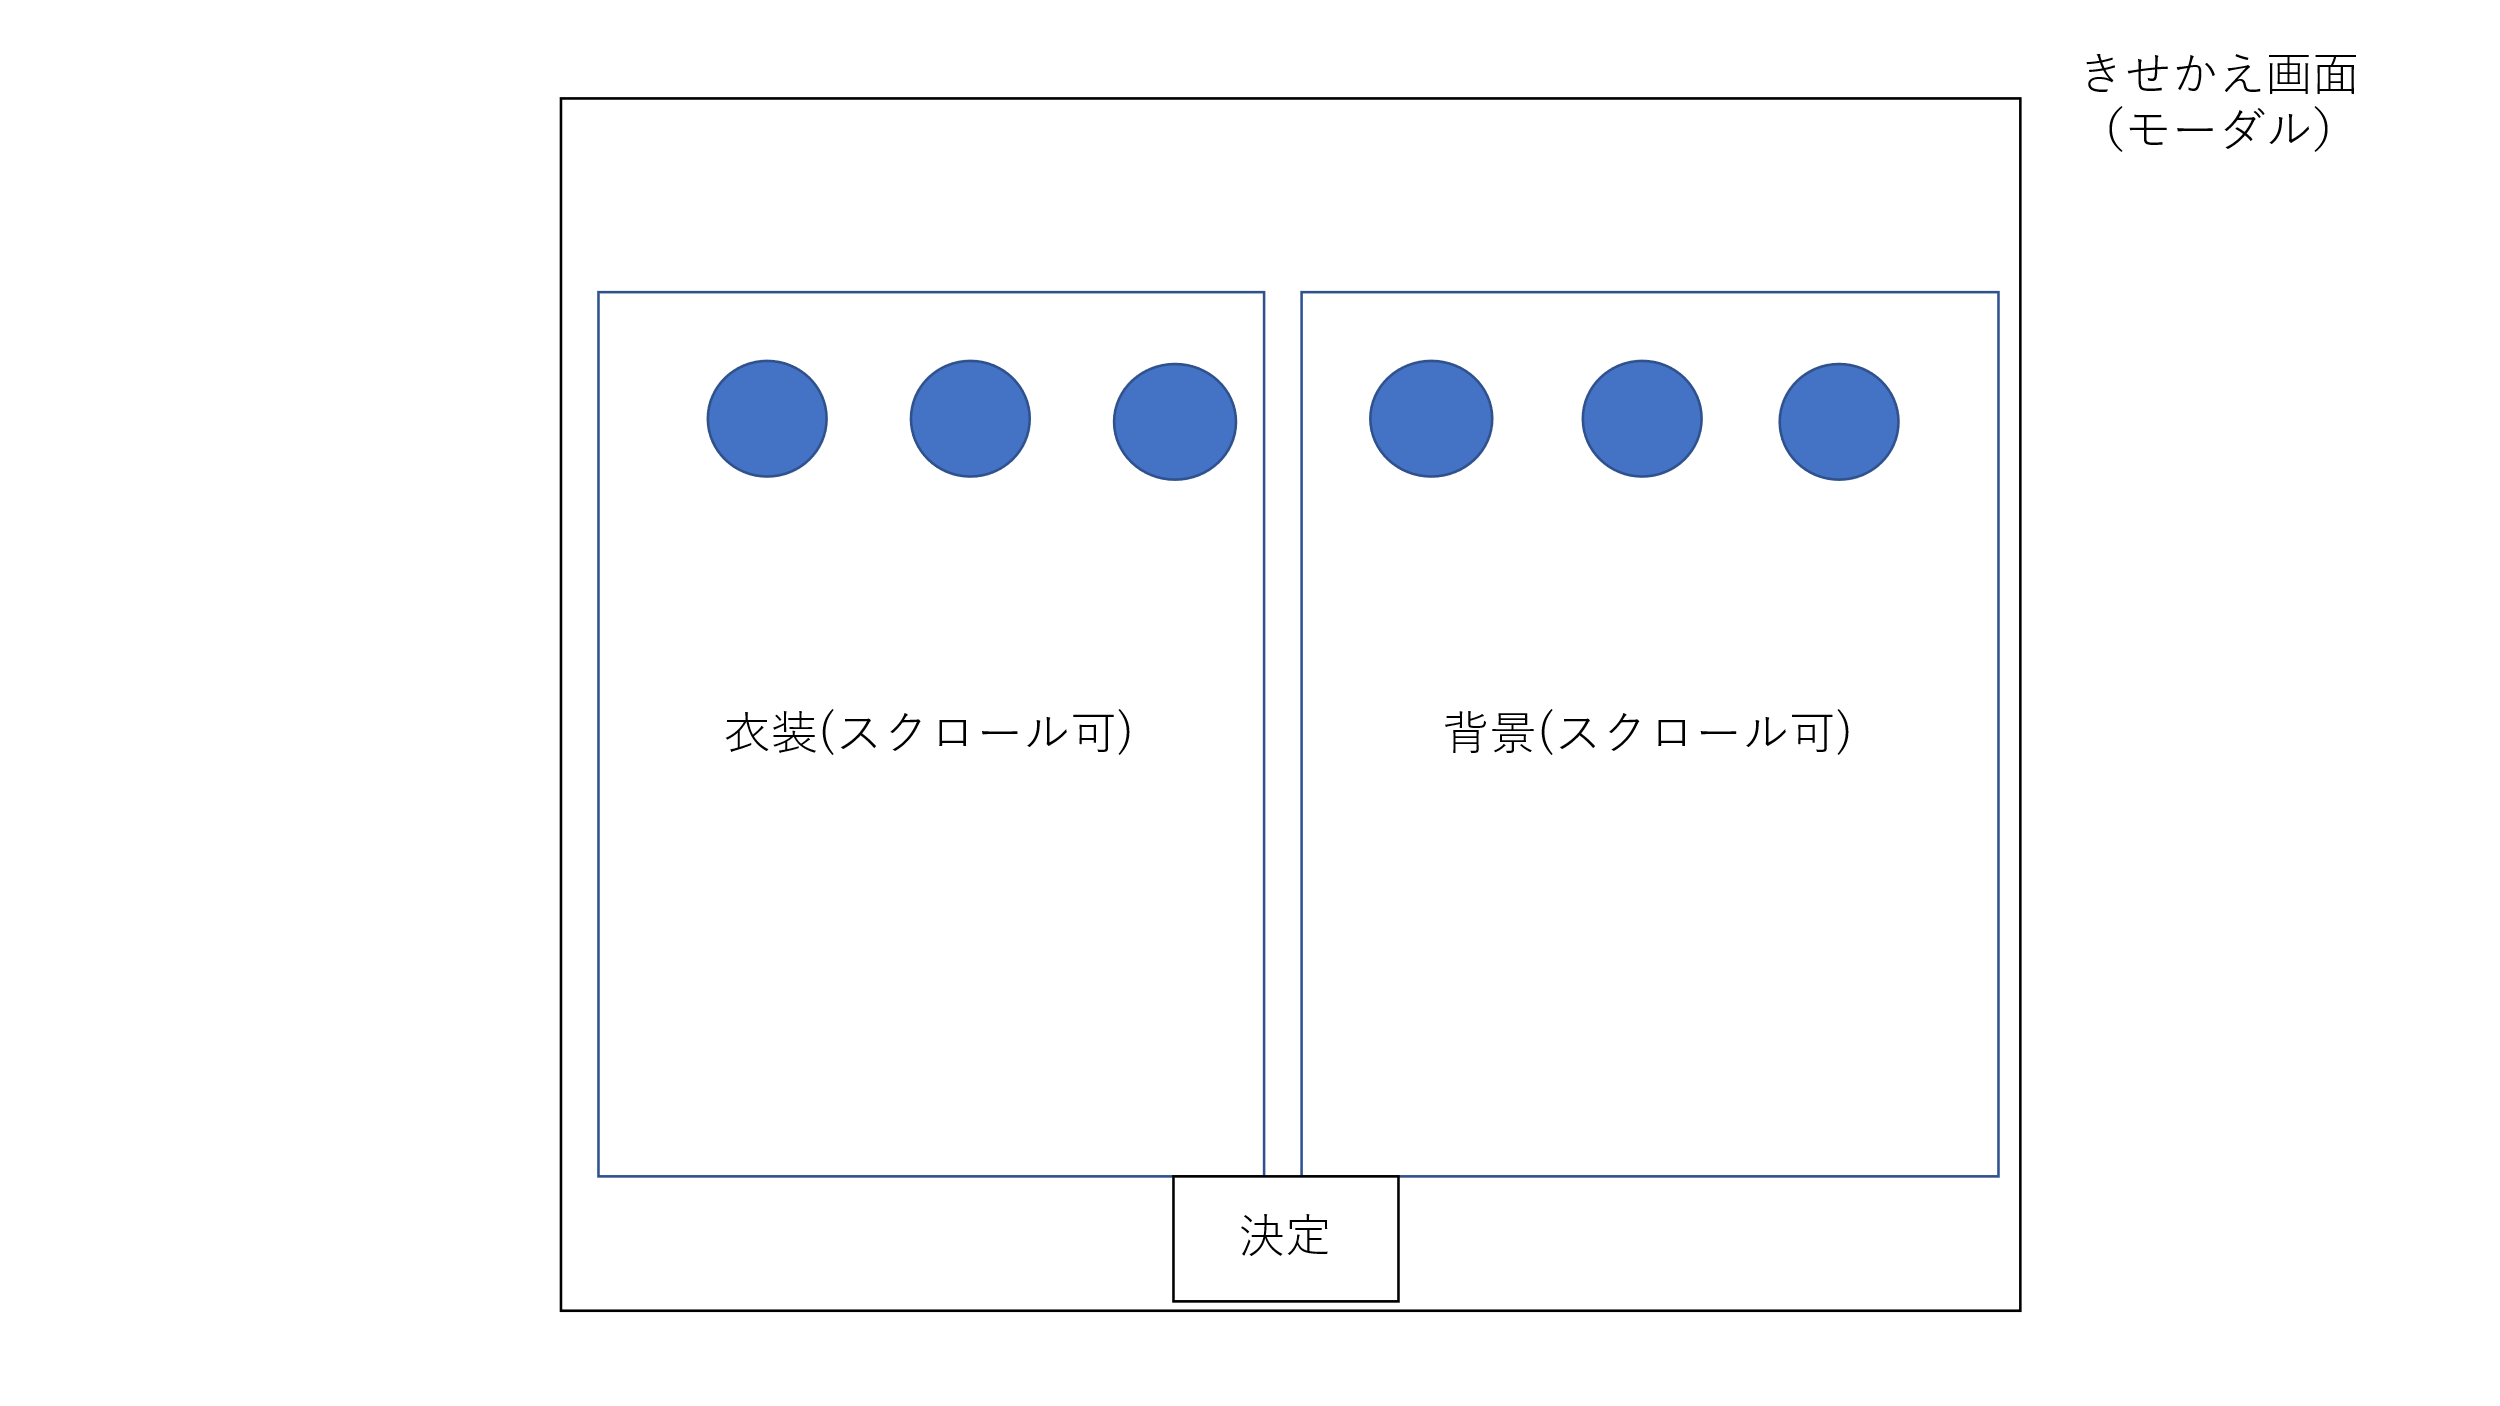 きせかえ画面
（モーダル）
衣装(スクロール可)
背景(スクロール可)
決定